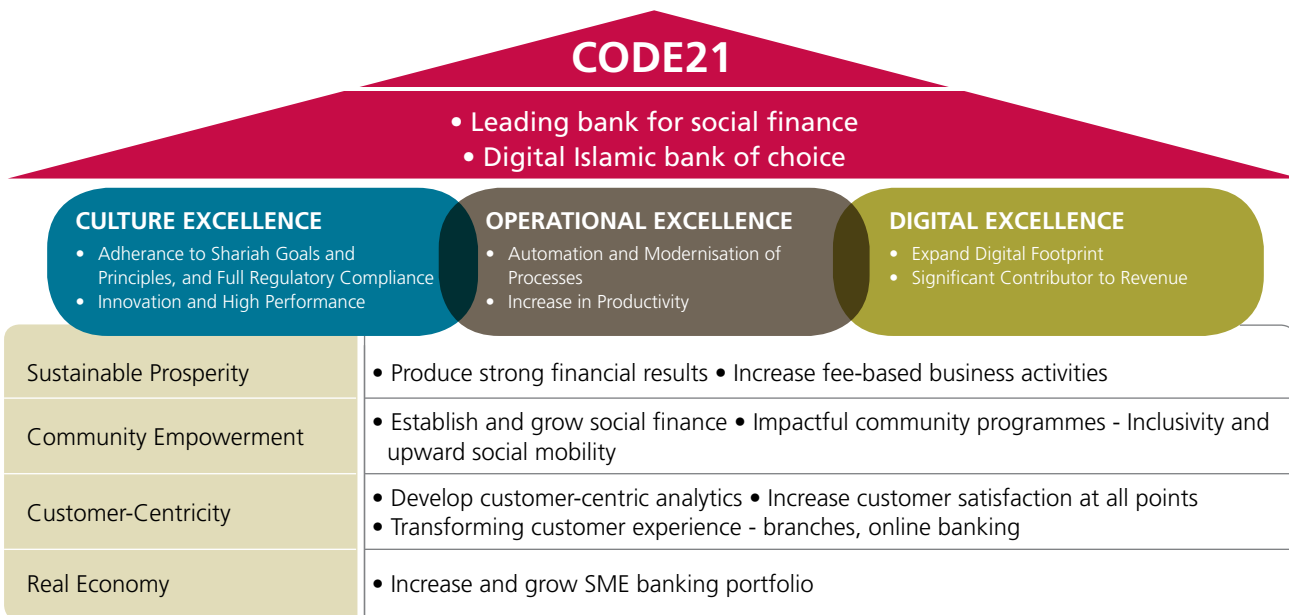 CODE21
• Leading bank for social finance
• Digital Islamic bank of choice
CULTURE EXCELLENCE
• Adherance to Shariah Goals and
Principles, and Full Regulatory Compliance
• Innovation and High Performance
OPERATIONAL EXCELLENCE
• Automation and Modernisation of
Processes
• Increase in Productivity
DIGITAL EXCELLENCE
• Expand Digital Footprint
• Significant Contributor to Revenue
Sustainable Prosperity
• Produce strong financial results • Increase fee-based business activities
Community Empowerment
• Establish and grow social finance • Impactful community programmes - Inclusivity and
upward social mobility
Customer-Centricity
• Develop customer-centric analytics • Increase customer satisfaction at all points
• Transforming customer experience - branches, online banking
Real Economy
• Increase and grow SME banking portfolio